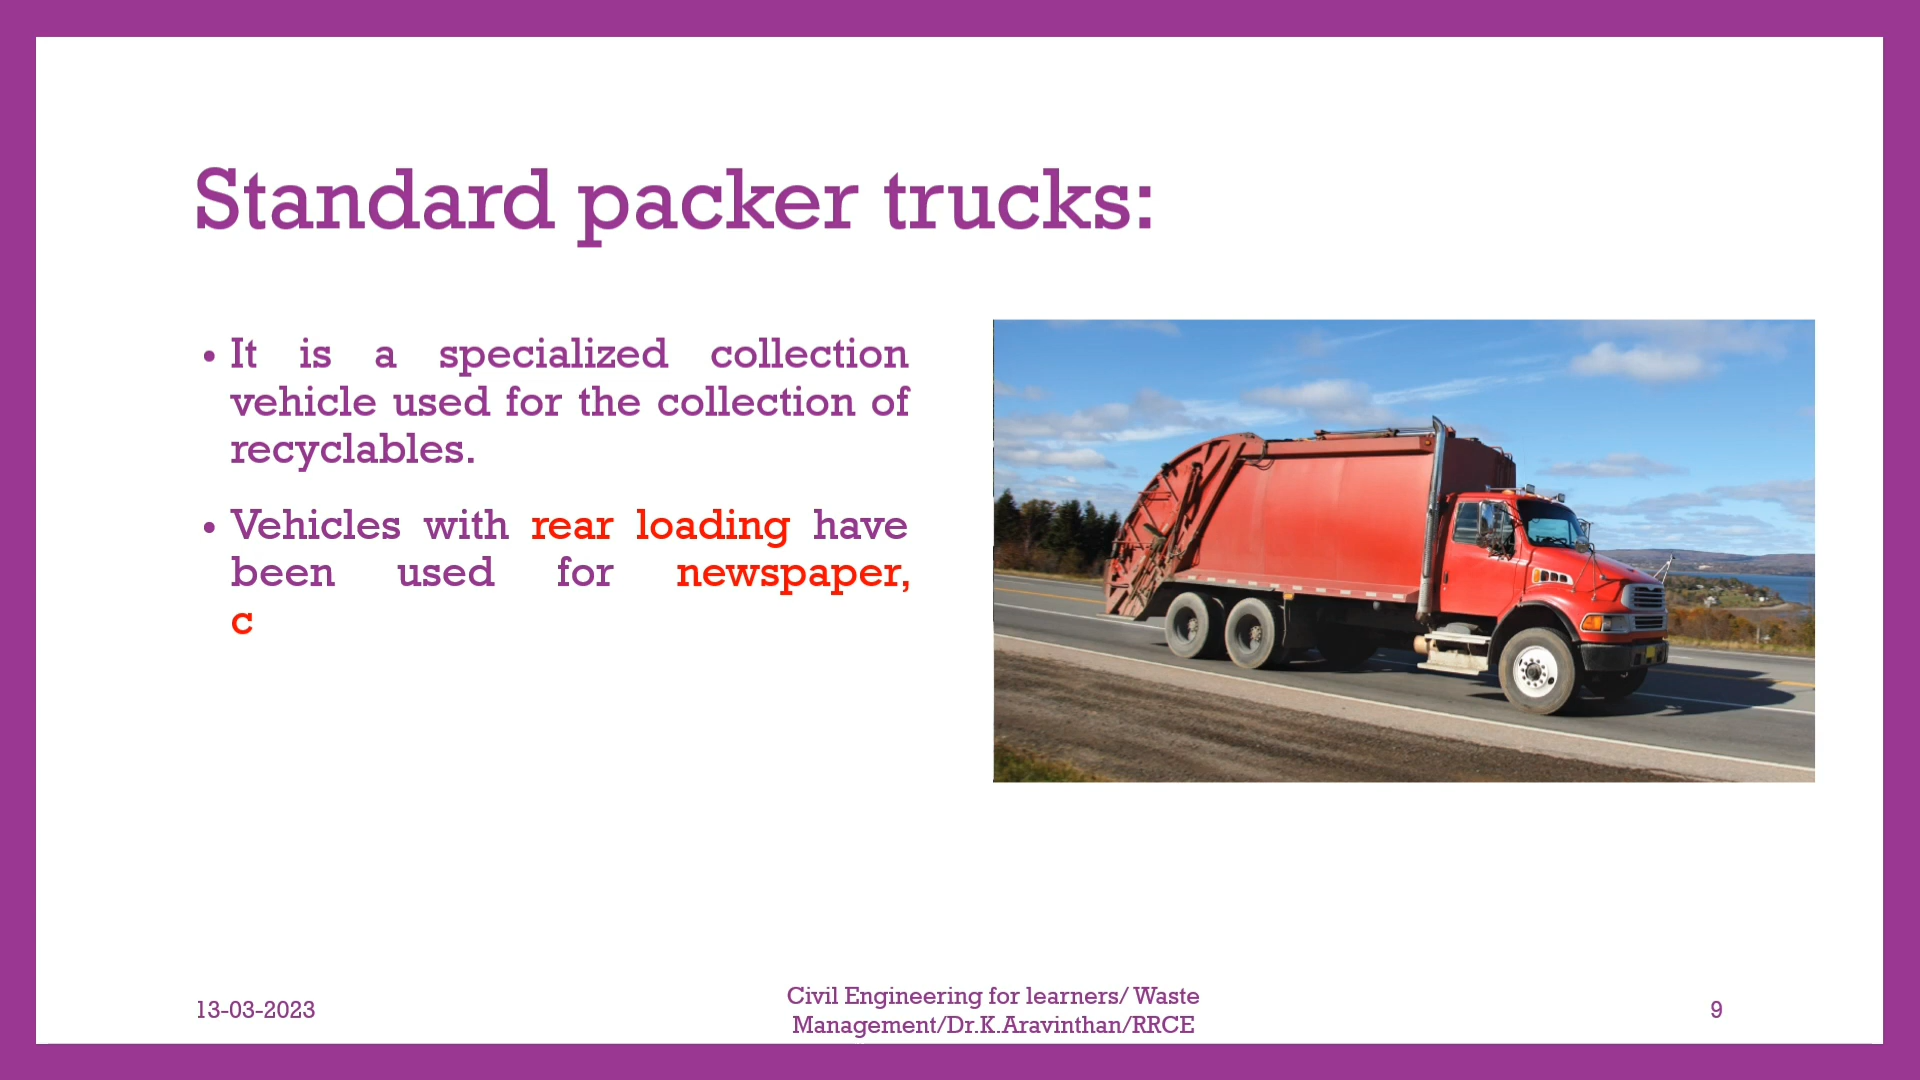 Standard packer trucks:
• It is a specialized collection
vehicle used for the collection of
recyclables.
• Vehicles with rear loading have
been used for newspaper,
c
13-03-2023
Civil Engineering for learners/ Waste
Management/Dr.K.Aravinthan/RRCE
9